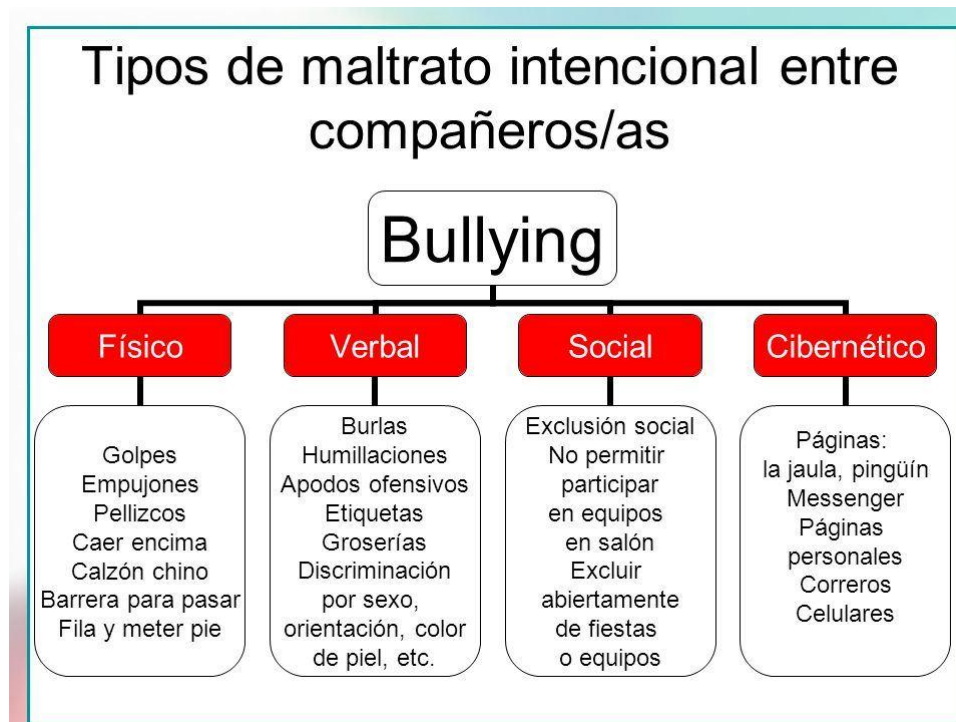 Tipos de maltrato intencional entre
compañeros/as
Bullying
Físico
Golpes
Empujones
Pellizcos
Caer encima
Calzón chino
Barrera para pasar
Fila y meter pie
Verbal
Burlas
Humillaciones
Apodos ofensivos
Etiquetas
Groserías
Discriminación
por sexo,
orientación, color
de piel, etc.
Social
Exclusión social
No permitir
participar
en equipos
en salón
Excluir
abiertamente
de fiestas
o equipos
Cibernético
Páginas:
la jaula, pingüín
Messenger
Páginas
personales
Correros
Celulares